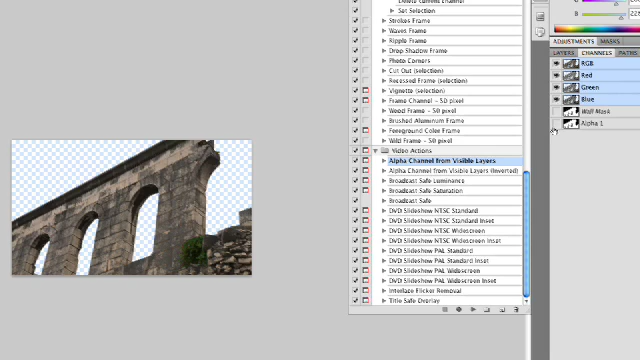 Set Selection
Strokes Frame
Waves Frame
Ripple Frame
Drop Shadow Frame
Photo Corners
Cut Out (selection)
Recessed Frame (selection)
Vignette (selection)
Frame Channel - 50 pixel
Wood Frame - 50 pixel
Brushed Aluminum Frame
Foreground Color Frame
Wild Frame - 50 pixel
Video Actions
Alpha Channel from Visible Layers
Alpha Channel from Visible Layers (inverted)
Broadcast Safe Luminance
Broadcast Safe Saturation
Broadcast Safe
DVD Slideshow NTSC Standard
DVD Slideshow NTSC Standard Inset
DVD Slideshow NTSC Widescreen
DVD Slideshow NTSC Widescreen Inset
DVD Slideshow PAL Standard
DVD Slideshow PAL Standard Inset
DVD Slideshow PAL Widescreen
DVD Slideshow PAL Widescreen Inset
Interlace Flicker Removal
Title Safe Overlay
B
ADJUSTMENTS MASKS
LAYERS CHANNELS PATHS
RGB
Red
Green
Blue
Wall Mask
Alpha 1